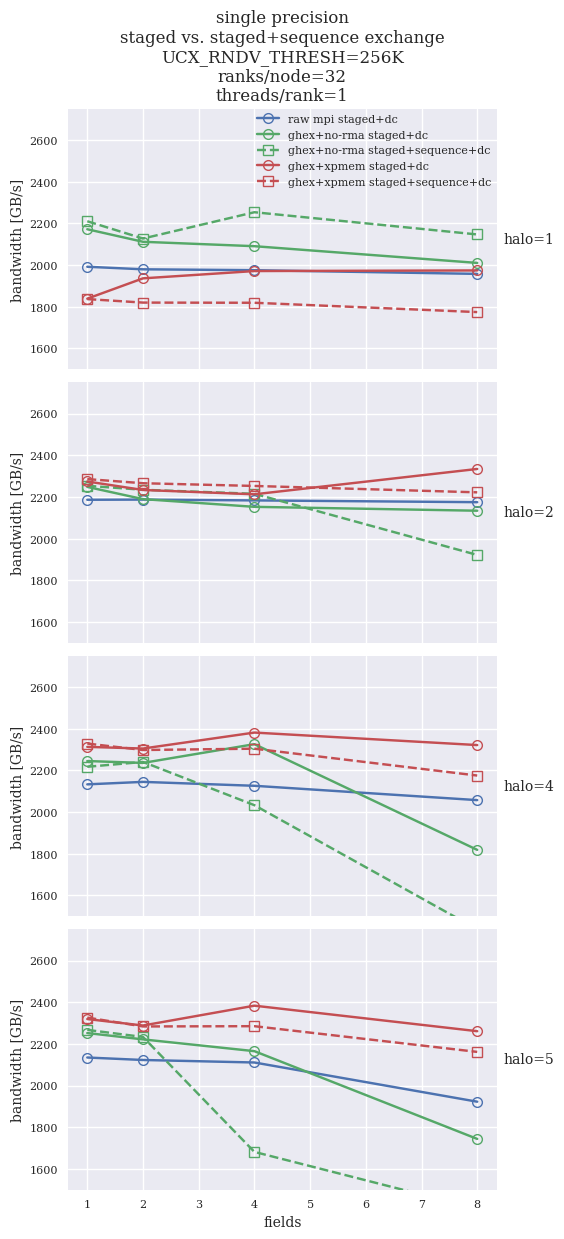 single precision
staged vs. staged+sequence exchange
UCX_RNDV_THRESH=256K
ranks/node=32
threads/rank=1
raw mpi staged+dc
ghex+no-rma staged+dc
ghex+no-rma staged+sequence+dc
ghex+xpmem staged+dc
ghex+xpmem staged+sequence+dc
2600
2400
2200
2000
1800
1600
bandwidth [GB/s]
halo=1
2600
2400
2200
2000
1800
1600
bandwidth [GB/s]
halo=2
2600
2400
2200
2000
1800
1600
bandwidth [GB/s]
halo=4
2600
2400
2200
2000
1800
1600
bandwidth [GB/s]
halo=5
1 2 3 4 5 6 7 8
fields